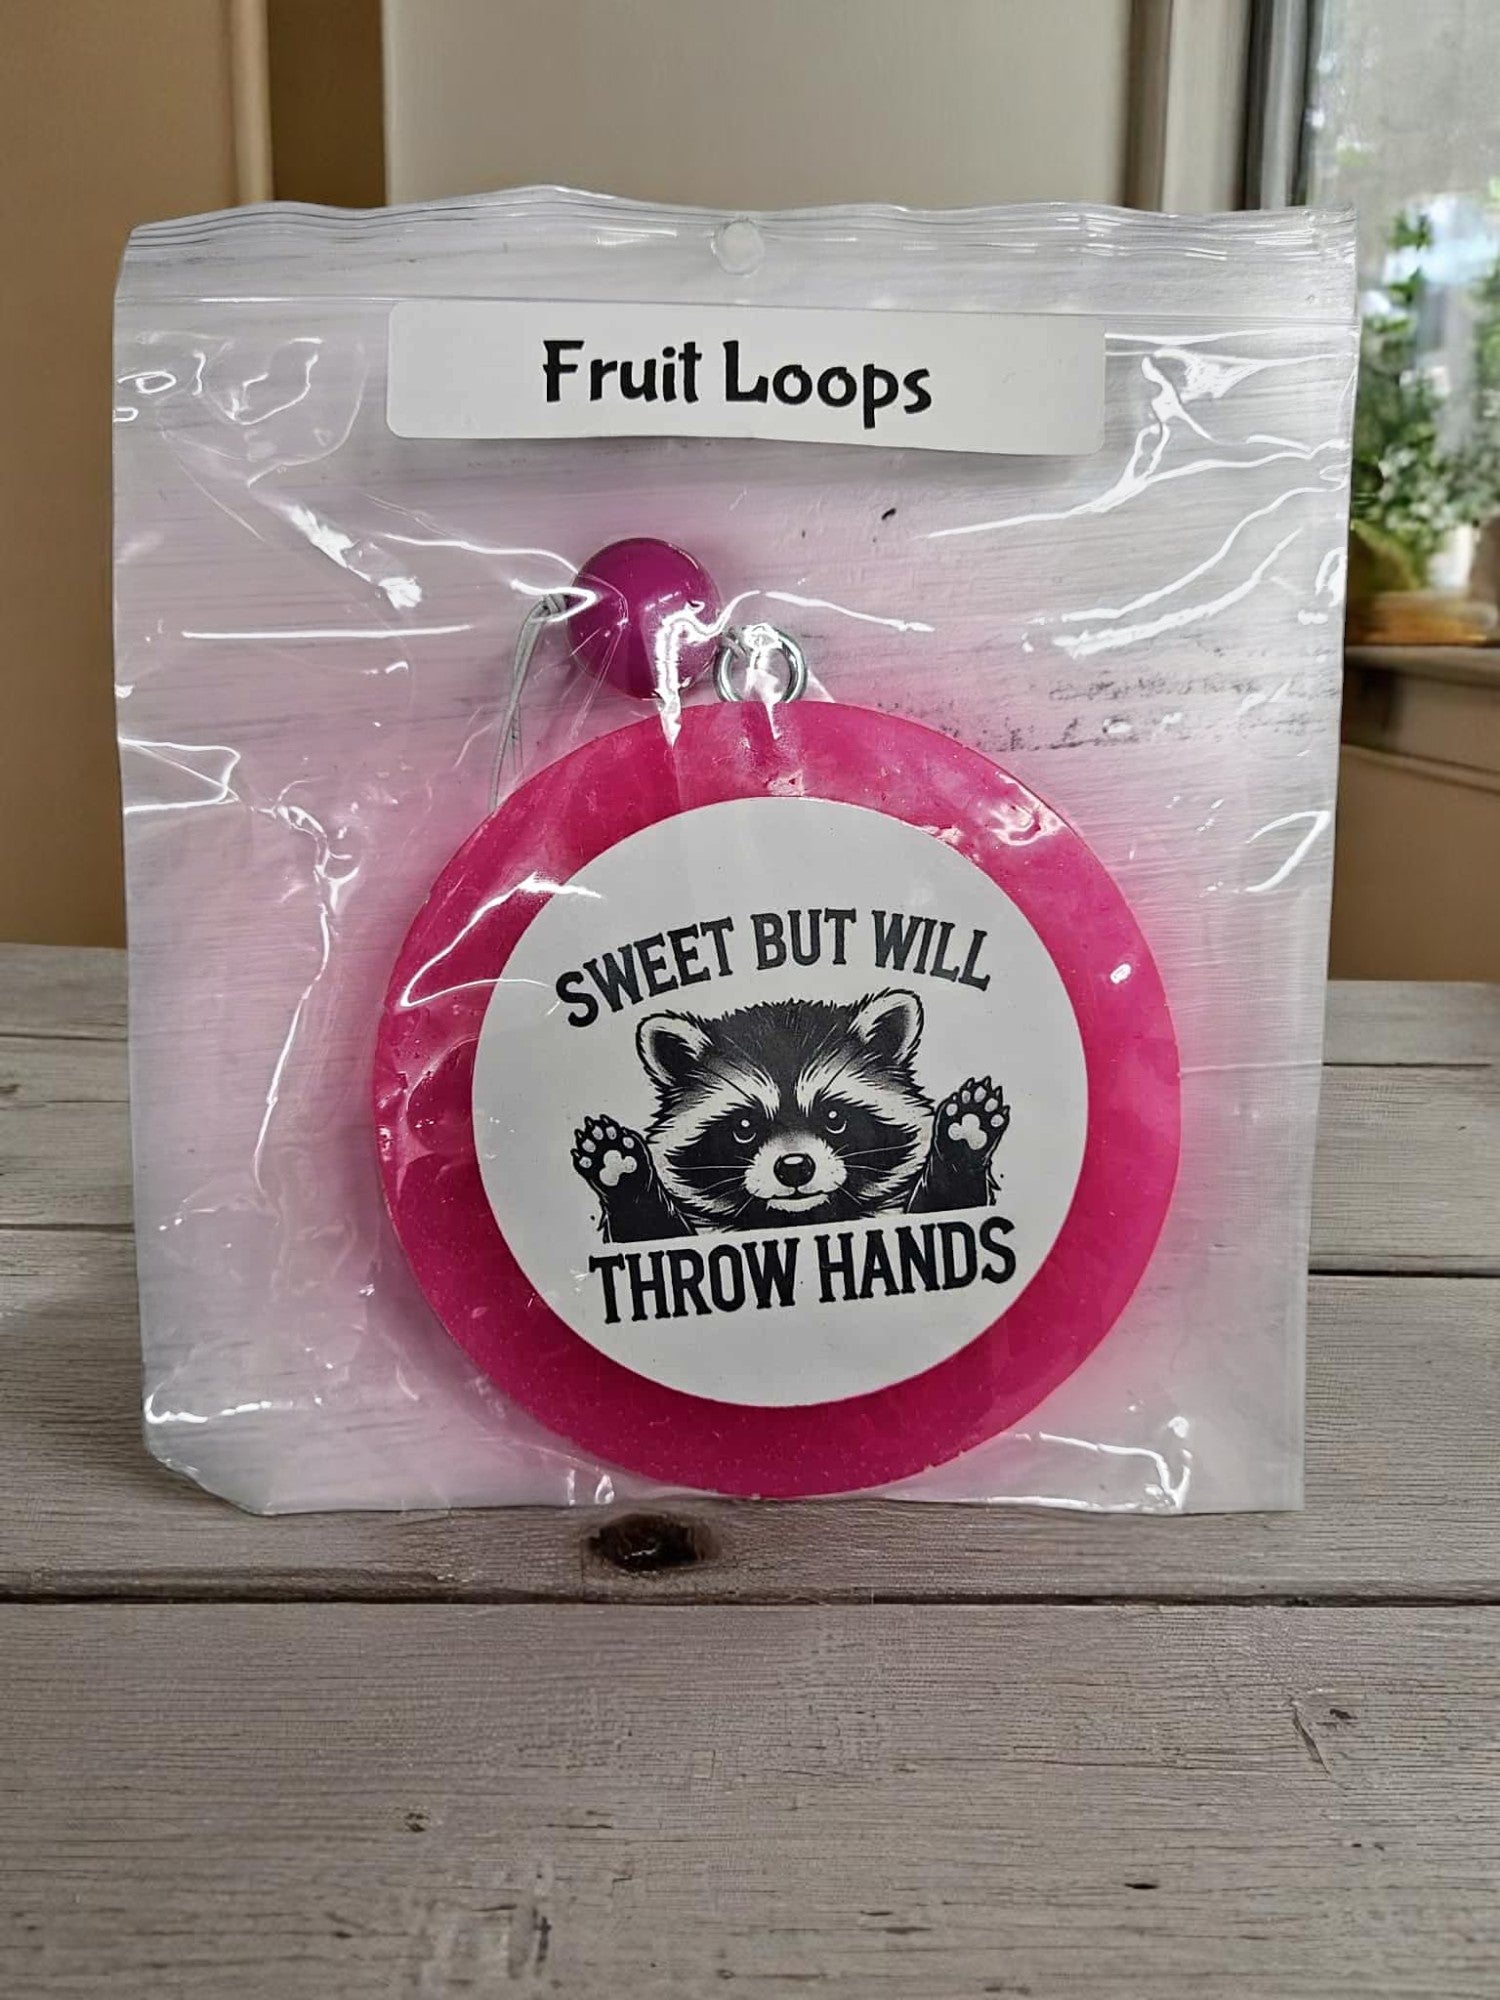 Fruit Loops
SWEET BUT WILL
THROW HANDS